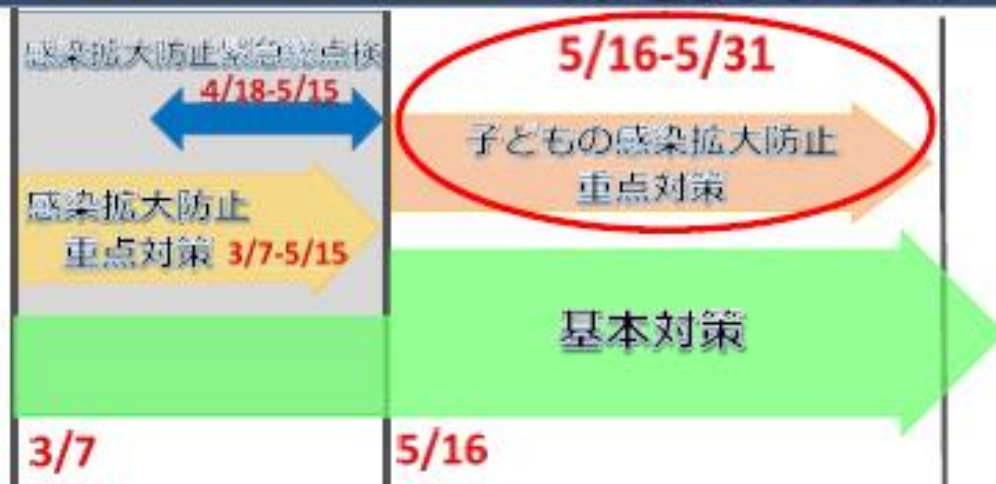 感染拡大防止緊急総点検
4/18-5/15
5/16-5/31
子どもの感染拡大防止
重点対策
感染拡大防止
重点対策 3/7-5/15
基本対策
3/7
5/16